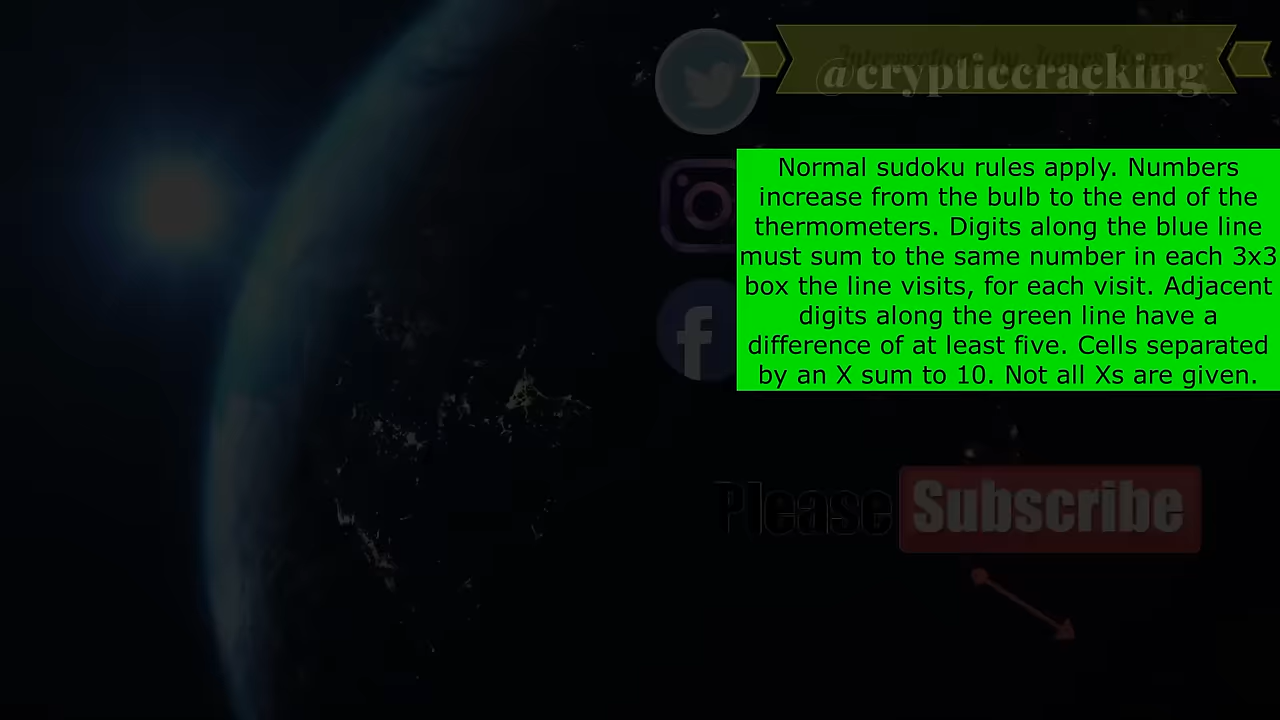 @crypticcracking
Normal sudoku rules apply. Numbers
increase from the bulb to the end of the
thermometers. Digits along the blue line
must sum to the same number in each 3x3
box the line visits, for each visit. Adjacent
digits along the green line have a
difference of at least five. Cells separated
by an X sum to 10. Not all Xs are given.
Please Subscribe